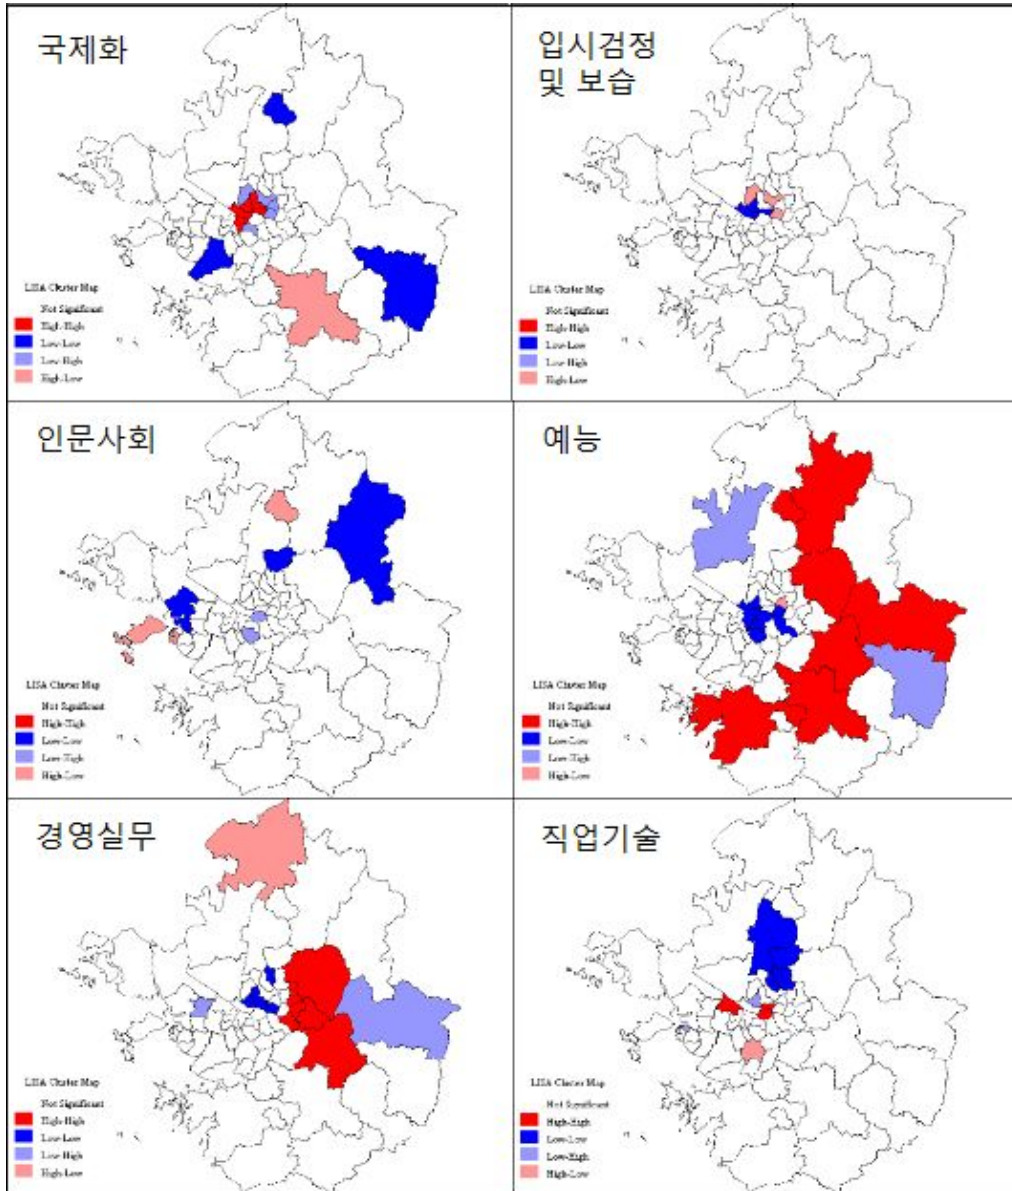 국제화
LISA Cluster Map
Not Significant
High-High
Low-Low
Low-High
High-Low
입시검정
및 보습
LISA Cluster Map
Not Significant
High-High
Low-Low
Low-High
High-Low
인문사회
LISA Cluster Map
Not Significant
High-High
Low-Low
Low-High
High-Low
예능
LISA Cluster Map
Not Significant
High-High
Low-Low
Low-High
High-Low
경영실무
LISA Cluster Map
Not Significant
High-High
Low-Low
Low-High
High-Low
직업기술
LISA Cluster Map
Not Significant
High-High
Low-Low
Low-High
High-Low